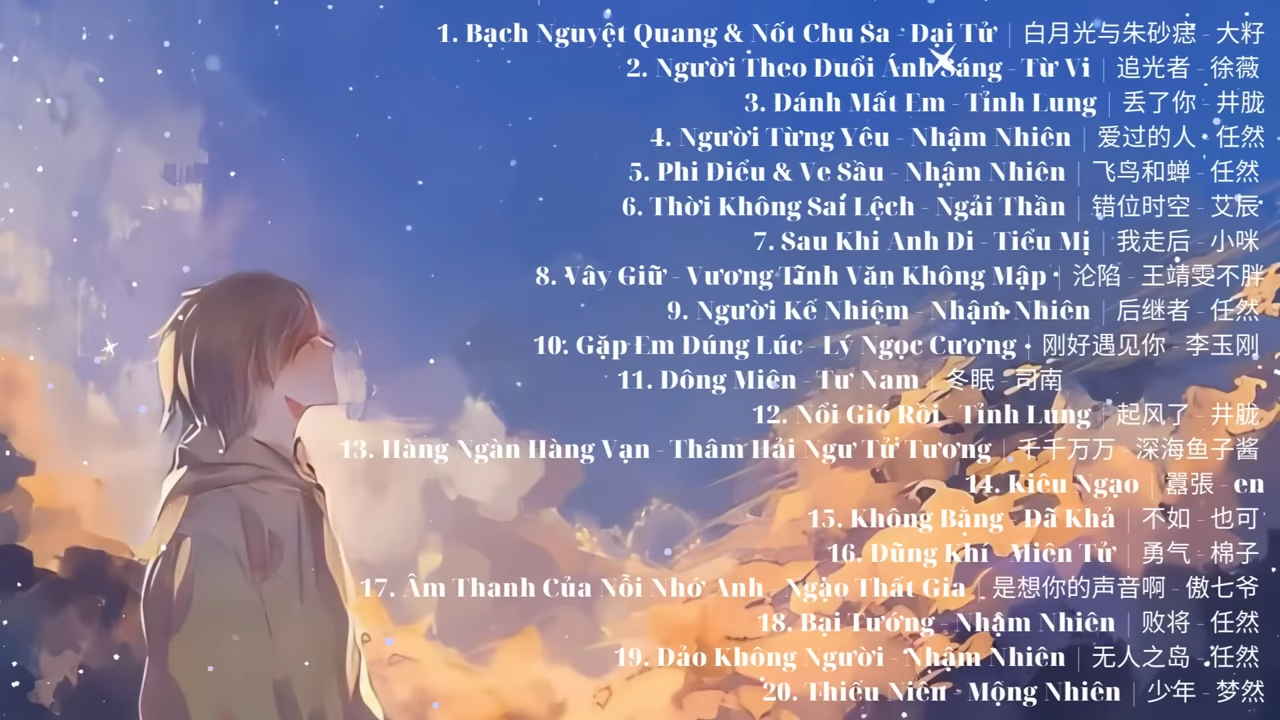 1. Bạch Nguyệt Quang & Nốt Chu Sa - Đại Tử | 白月光与朱砂痣 - 大籽
2. Người Theo Đuổi Ánh Sáng - Từ Vi | 追光者 - 徐薇
3. Đánh Mất Em - Tỉnh Lung | 丢了你 - 井胧
4. Người Từng Yêu - Nhậm Nhiên | 爱过的人 - 任然
5. Phi Điểu & Ve Sầu - Nhậm Nhiên | 飞鸟和蝉 - 任然
6. Thời Không Sai Lệch - Ngải Thần | 错位时空 - 艾辰
7. Sau Khi Anh Đi - Tiểu Mị | 我走后 - 小咪
8. Vây Giữ - Vương Tĩnh Văn Không Mập | 沦陷 - 王靖雯不胖
9. Người Kế Nhiệm - Nhậm Nhiên | 后继者 - 任然
10. Gặp Em Đúng Lúc - Lý Ngọc Cương | 刚好遇见你 - 李玉刚
11. Đông Miên - Tư Nam | 冬眠 - 司南
12. Nổi Gió Rồi - Tỉnh Lung | 起风了 - 井胧
13. Hàng Ngàn Hàng Vạn - Thâm Hải Ngư Tử Tương | 千千万万 - 深海鱼子酱
14. Kiêu Ngạo | 囂張 - en
15. Không Bằng - Dã Khả | 不如 - 也可
16. Dũng Khí - Miên Tử | 勇气 - 棉子
17. Âm Thanh Của Nỗi Nhớ Anh - Ngạo Thất Gia | 是想你的声音啊 - 傲七爷
18. Bại Tướng - Nhậm Nhiên | 败将 - 任然
19. Đảo Không Người - Nhậm Nhiên | 无人之岛 - 任然
20. Thiếu Niên - Mộng Nhiên | 少年 - 梦然